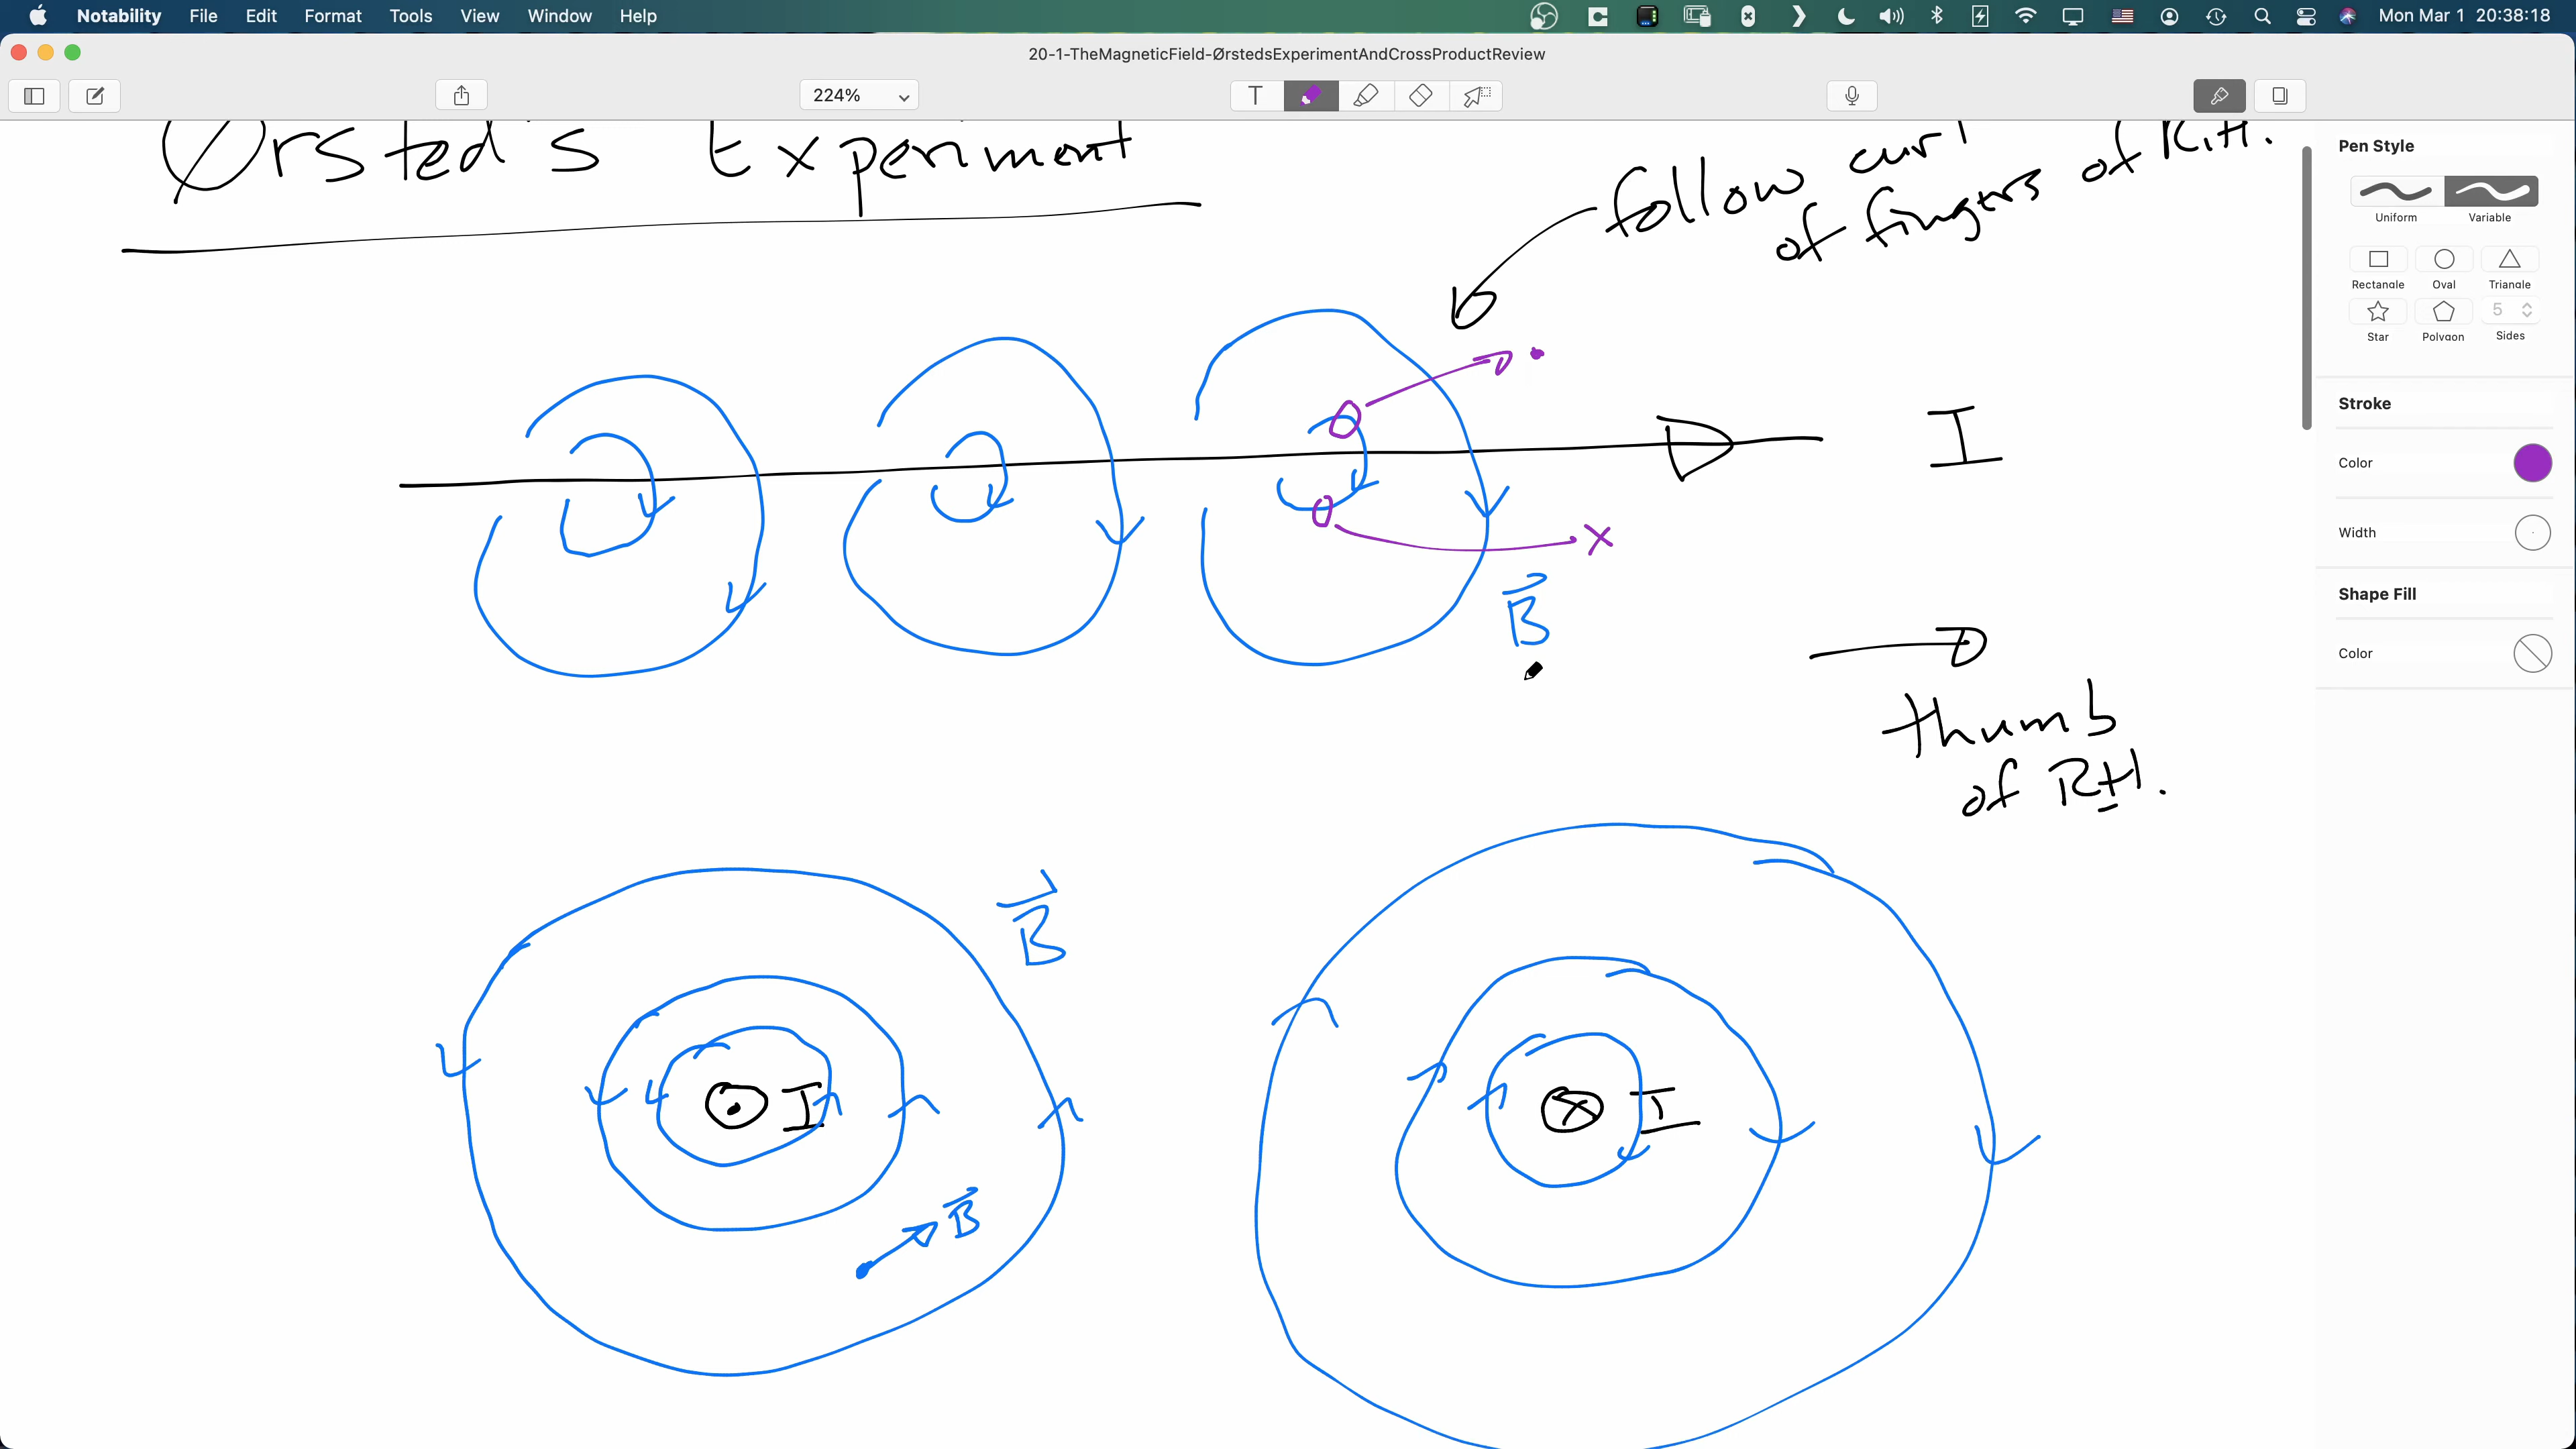 Notability File Edit Format Tools View Window Help Mon Mar 1 20:38:18
20-1-TheMagneticField-ØrstedsExperimentAndCrossProductReview
224% T
Pen Style
Uniform Variable
Rectangle Oval Triangle
5
Star Polygon Sides
Stroke
Color
Width
Shape Fill
Color
Ørsted's Experiment
follow curl
of fingers of R.H.
I
x
B
thumb
of RH.
B
I
B
I